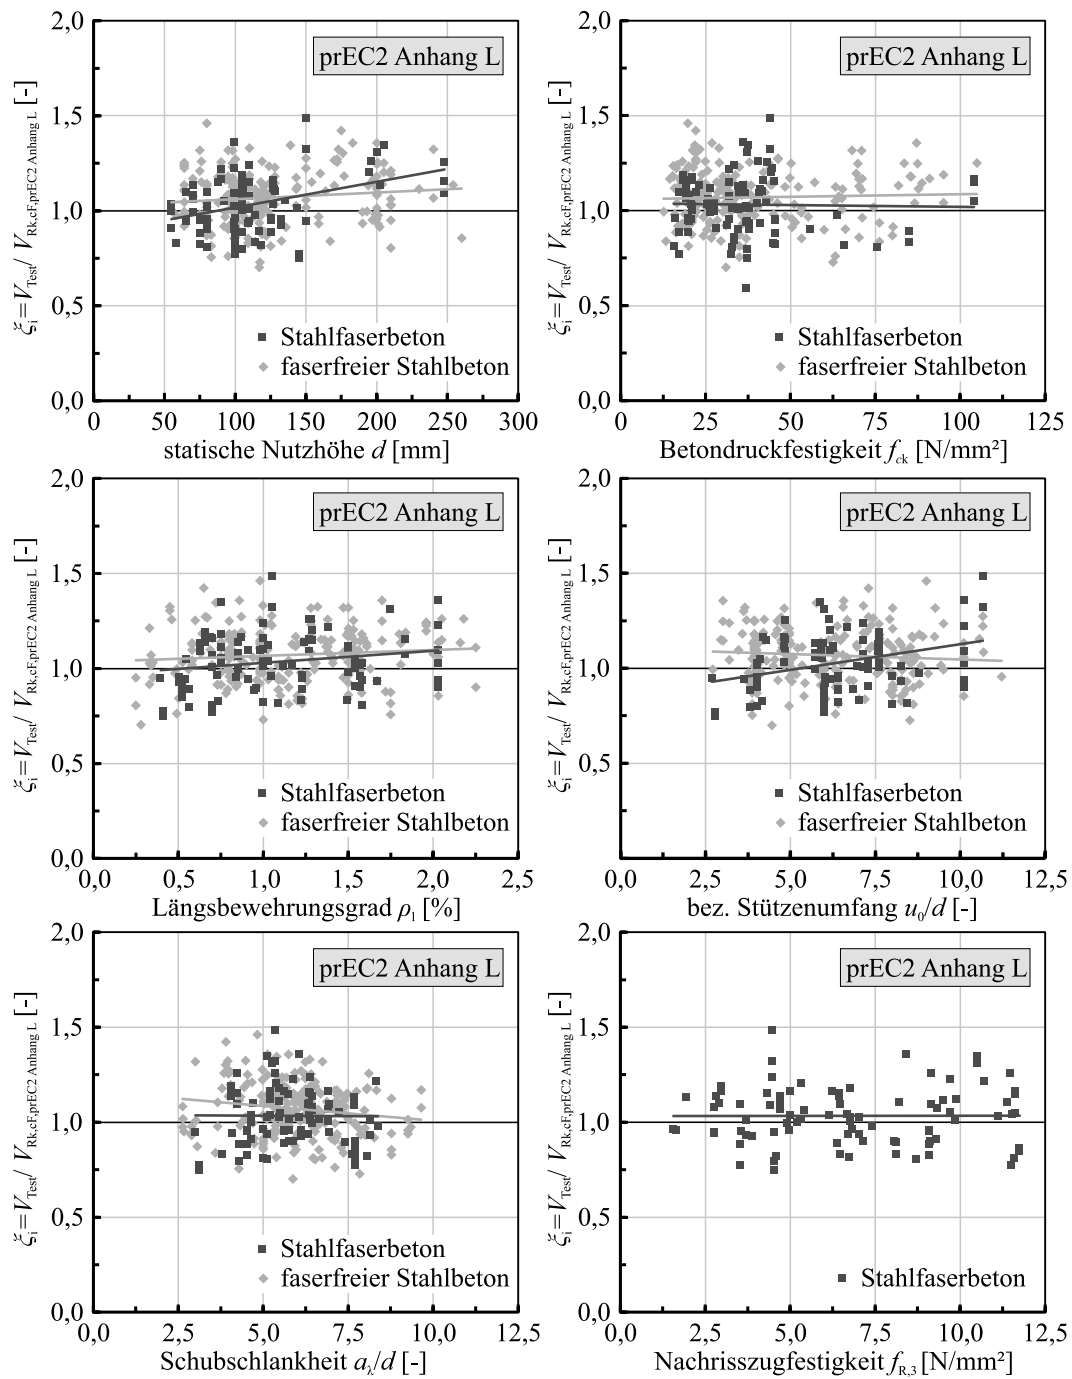 2,0
1,5
1,0
0,5
0,0
ξi=VTest/ VRk,cF,prEC2 Anhang L [-]
prEC2 Anhang L
Stahlfaserbeton
faserfreier Stahlbeton
0 50 100 150 200 250 300
statische Nutzhöhe d [mm]
2,0
1,5
1,0
0,5
0,0
ξi=VTest/ VRk,cF,prEC2 Anhang L [-]
prEC2 Anhang L
Stahlfaserbeton
faserfreier Stahlbeton
0 25 50 75 100 125
Betondruckfestigkeit fck [N/mm²]
2,0
1,5
1,0
0,5
0,0
ξi=VTest/ VRk,cF,prEC2 Anhang L [-]
prEC2 Anhang L
Stahlfaserbeton
faserfreier Stahlbeton
0,0 0,5 1,0 1,5 2,0 2,5
Längsbewehrungsgrad ρl [%]
2,0
1,5
1,0
0,5
0,0
ξi=VTest/ VRk,cF,prEC2 Anhang L [-]
prEC2 Anhang L
Stahlfaserbeton
faserfreier Stahlbeton
0,0 2,5 5,0 7,5 10,0 12,5
bez. Stützenumfang u0/d [-]
2,0
1,5
1,0
0,5
0,0
ξi=VTest/ VRk,cF,prEC2 Anhang L [-]
prEC2 Anhang L
Stahlfaserbeton
faserfreier Stahlbeton
0,0 2,5 5,0 7,5 10,0 12,5
Schubschlankheit aλ/d [-]
2,0
1,5
1,0
0,5
0,0
ξi=VTest/ VRk,cF,prEC2 Anhang L [-]
prEC2 Anhang L
Stahlfaserbeton
0,0 2,5 5,0 7,5 10,0 12,5
Nachrisszugfestigkeit fR,3 [N/mm²]